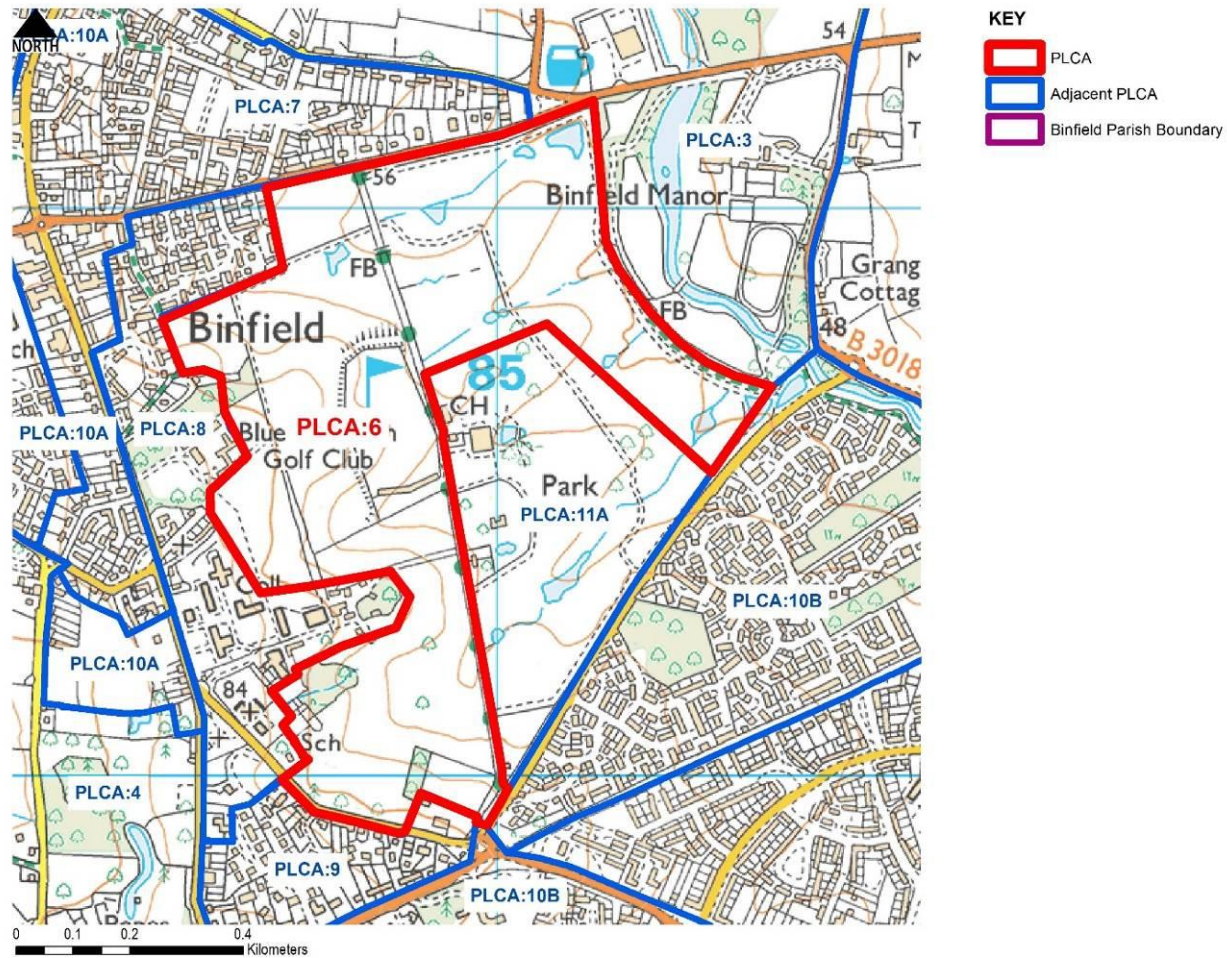 NORTH
PLCA:7
PLCA:3
54
56
Binfield Manor
FB
Grang
Cottag
FB
48
B 3018
Binfield
ch
85
CH
PLCA:10A
PLCA:8
Blue
PLCA:6
Golf Club
Park
PLCA:11A
Coll
PLCA:10B
PLCA:10A
84
Sch
PLCA:4
PLCA:9
PLCA:10B
0 0.1 0.2 0.4
Kilometers
KEY
PLCA
Adjacent PLCA
Binfield Parish Boundary